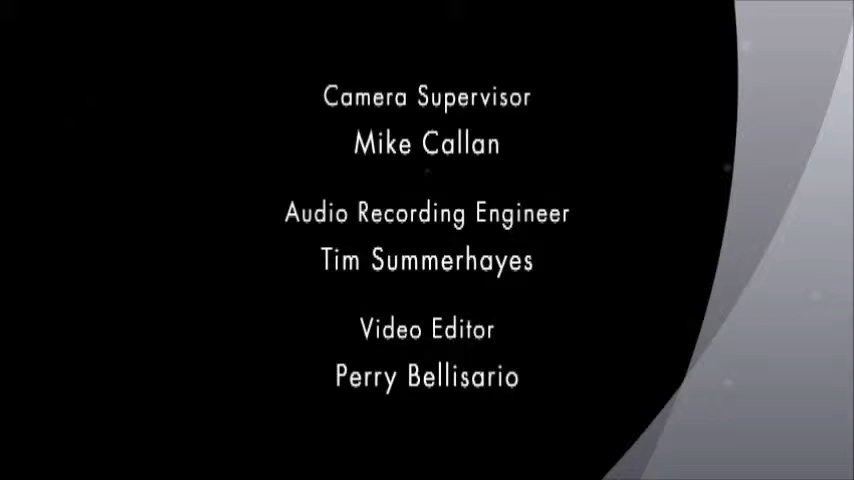 Camera Supervisor
Mike Callan
Audio Recording Engineer
Tim Summerhayes
Video Editor
Perry Bellisario